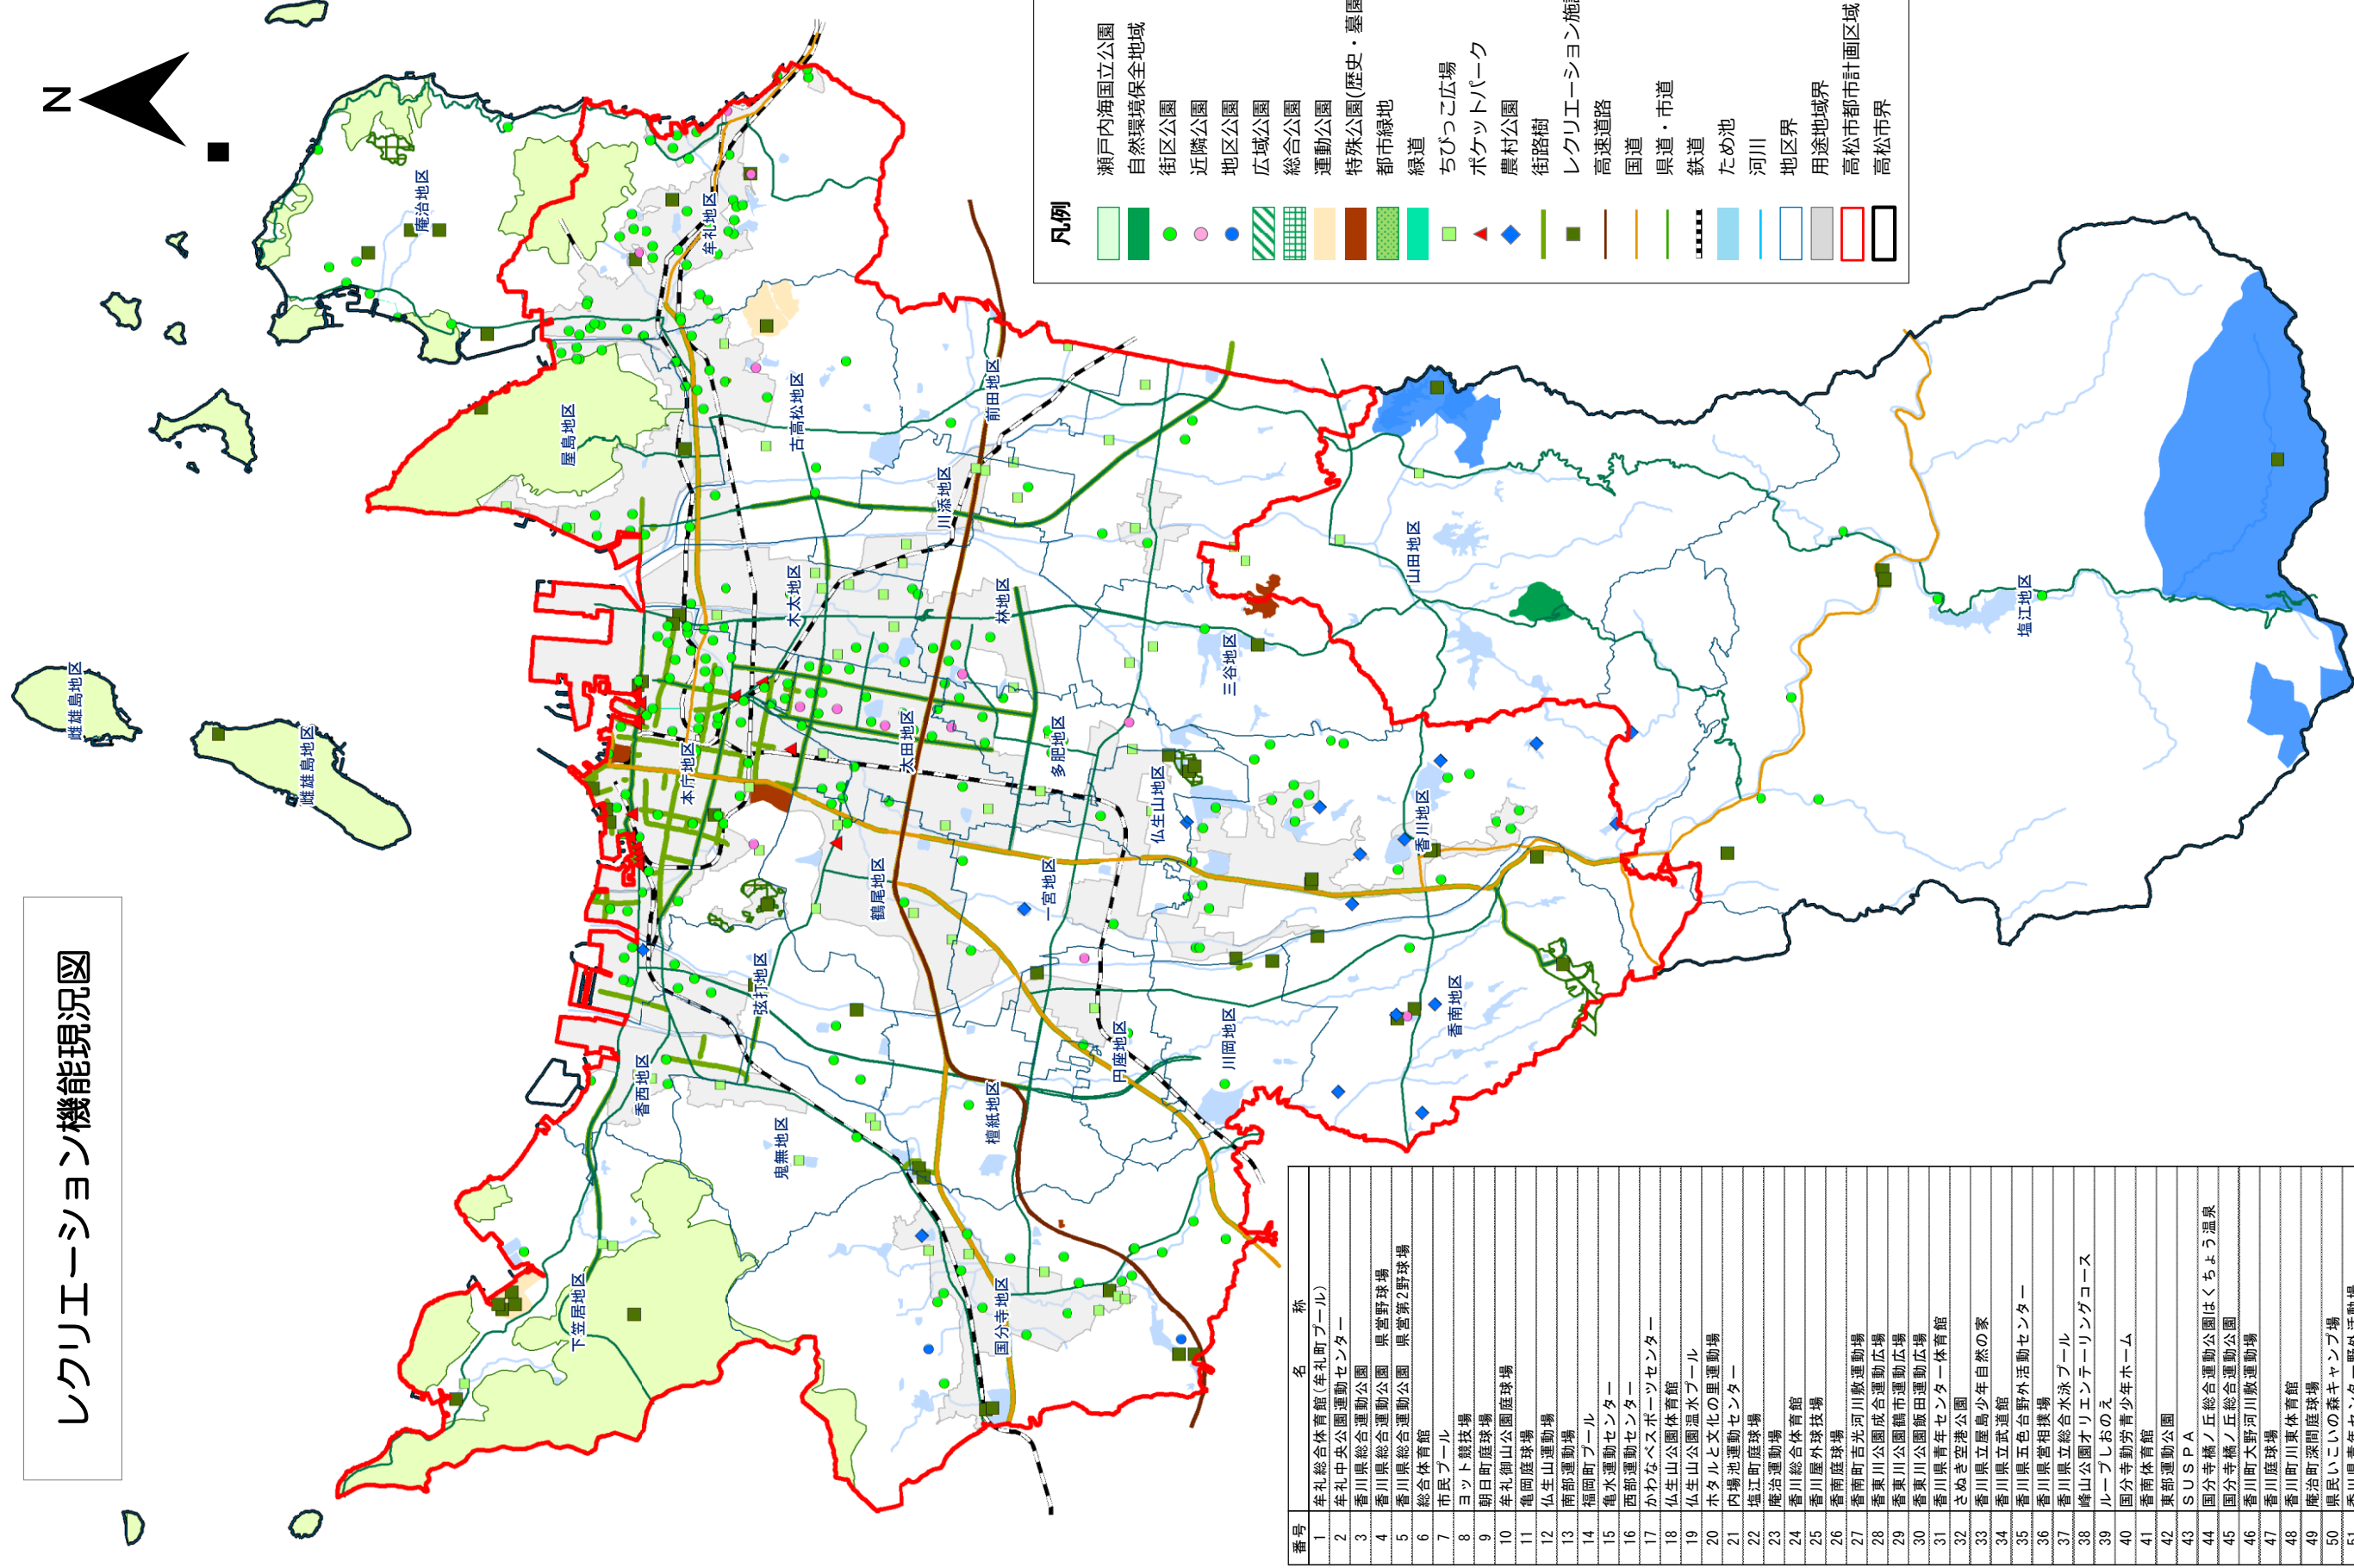 レクリエーション機能現況図
N
雌雄島地区
雌雄島地区
庵治地区
屋島地区
牟礼地区
古高松地区
前田地区
川添地区
木太地区
林地区
本庁地区
太田地区
多肥地区
三谷地区
山田地区
仏生山地区
香川地区
塩江地区
鶴尾地区
一宮地区
弦打地区
香西地区
鬼無地区
檀紙地区
円座地区
川岡地区
香南地区
下笠居地区
国分寺地区
凡例
瀬戸内海国立公園
自然環境保全地域
街区公園
近隣公園
地区公園
広域公園
総合公園
運動公園
特殊公園(歴史・墓園
都市緑地
緑道
ちびっこ広場
ポケットパーク
農村公園
街路樹
レクリエーション施設
高速道路
国道
県道・市道
鉄道
ため池
河川
地区界
用途地域界
高松市都市計画区域
高松市界
番号 名 称
1 牟礼総合体育館(牟礼町プール)
2 牟礼中央公園運動センター
3 香川県総合運動公園
4 香川県総合運動公園 県営野球場
5 香川県総合運動公園 県営第2野球場
6 総合体育館
7 市民プール
8 ヨット競技場
9 朝日町庭球場
10 牟礼御山公園庭球場
11 亀岡庭球場
12 仏生山運動場
13 南部運動場
14 福岡町プール
15 亀水運動センター
16 西部運動センター
17 かわなべスポーツセンター
18 仏生山公園体育館
19 仏生山公園温水プール
20 ホタルと文化の里運動場
21 内場池運動センター
22 塩江町庭球場
23 庵治運動場
24 香川総合体育館
25 香川屋外球技場
26 香南庭球場
27 香南町吉光河川敷運動場
28 香東川公園成合運動広場
29 香東川公園鶴市運動広場
30 香東川公園飯田運動広場
31 香川県青年センター体育館
32 さぬき空港公園
33 香川県立屋島少年自然の家
34 香川県立武道館
35 香川県五色台野外活動センター
36 香川県営相撲場
37 香川県立総合水泳プール
38 峰山公園オリエンテーリングコース
39 ループしおのえ
40 国分寺勤労青少年ホーム
41 香南体育館
42 東部運動公園
43 SUSPA
44 国分寺橘ノ丘総合運動公園はくちょう温泉
45 国分寺橘ノ丘総合運動公園
46 香川町大野河川敷運動場
47 香川庭球場
48 香川町川東体育館
49 庵治町深間庭球場
50 県民いこいの森キャンプ場
51 香川県青年センター野外活動場